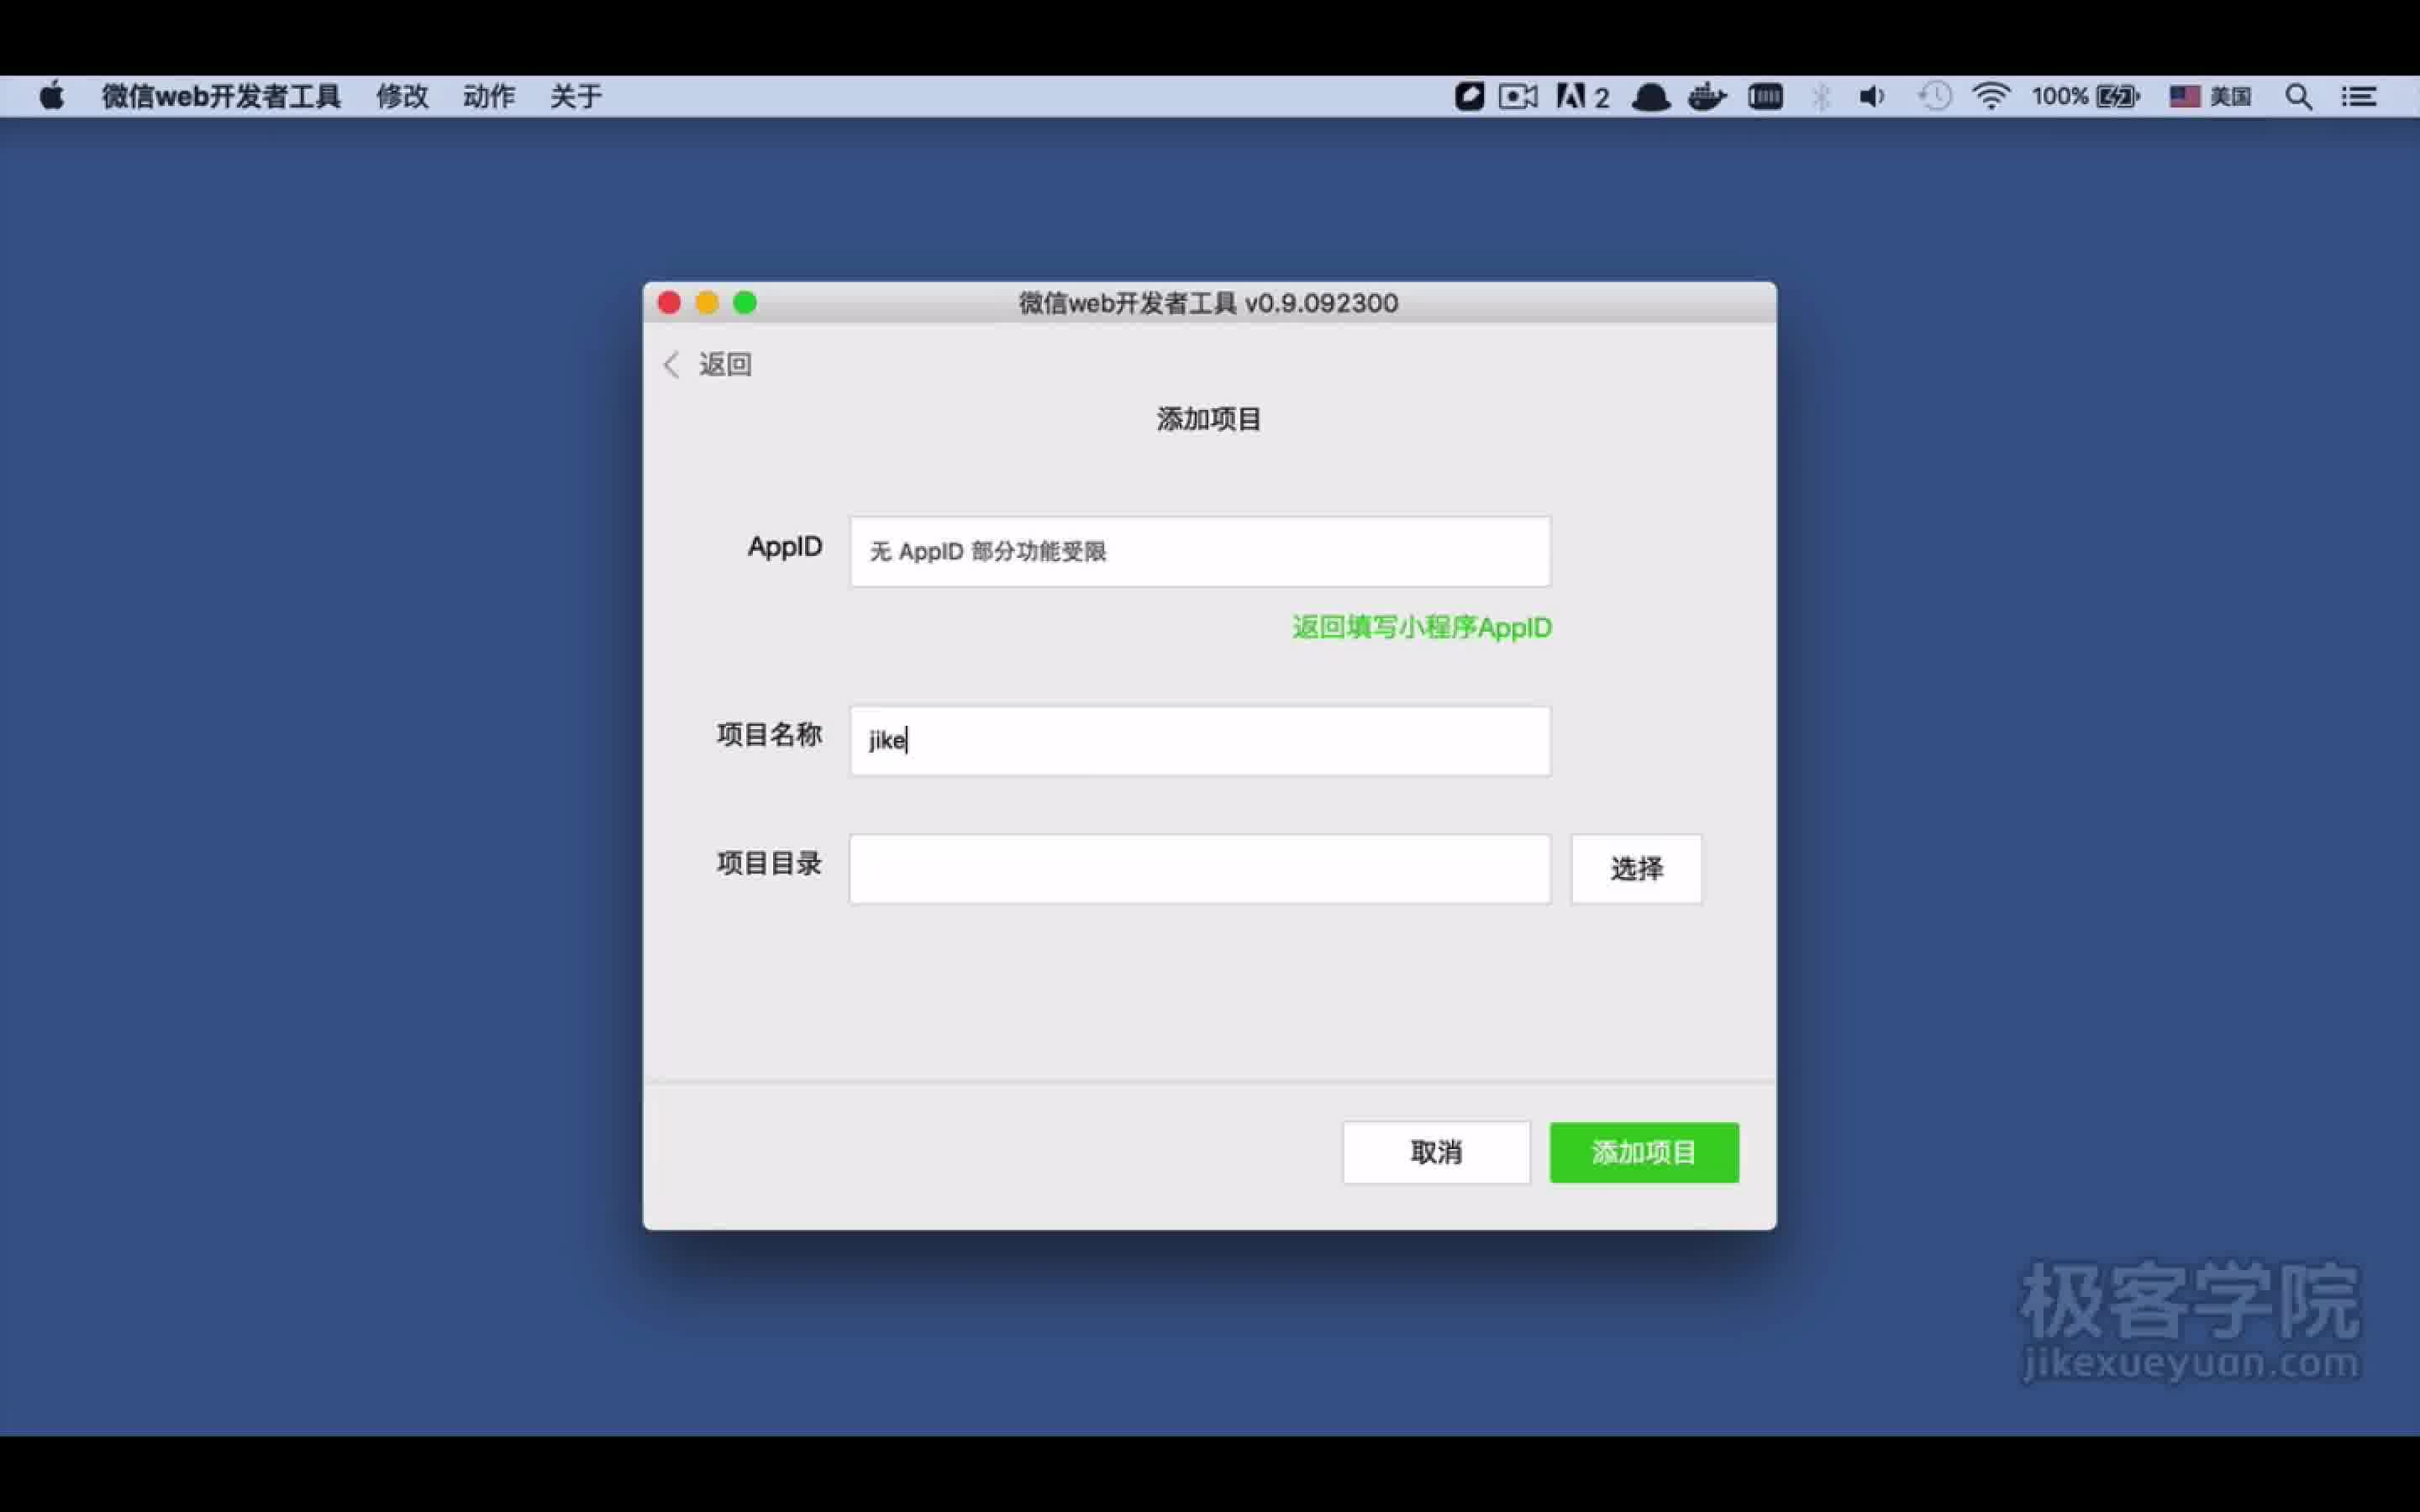 微信web开发者工具 修改 动作 关于 2 100% 美国
微信web开发者工具 v0.9.092300
返回
添加项目
AppID 无 AppID 部分功能受限
返回填写小程序AppID
项目名称 jike
项目目录 选择
取消 添加项目
极客学院
jikexueyuan.com